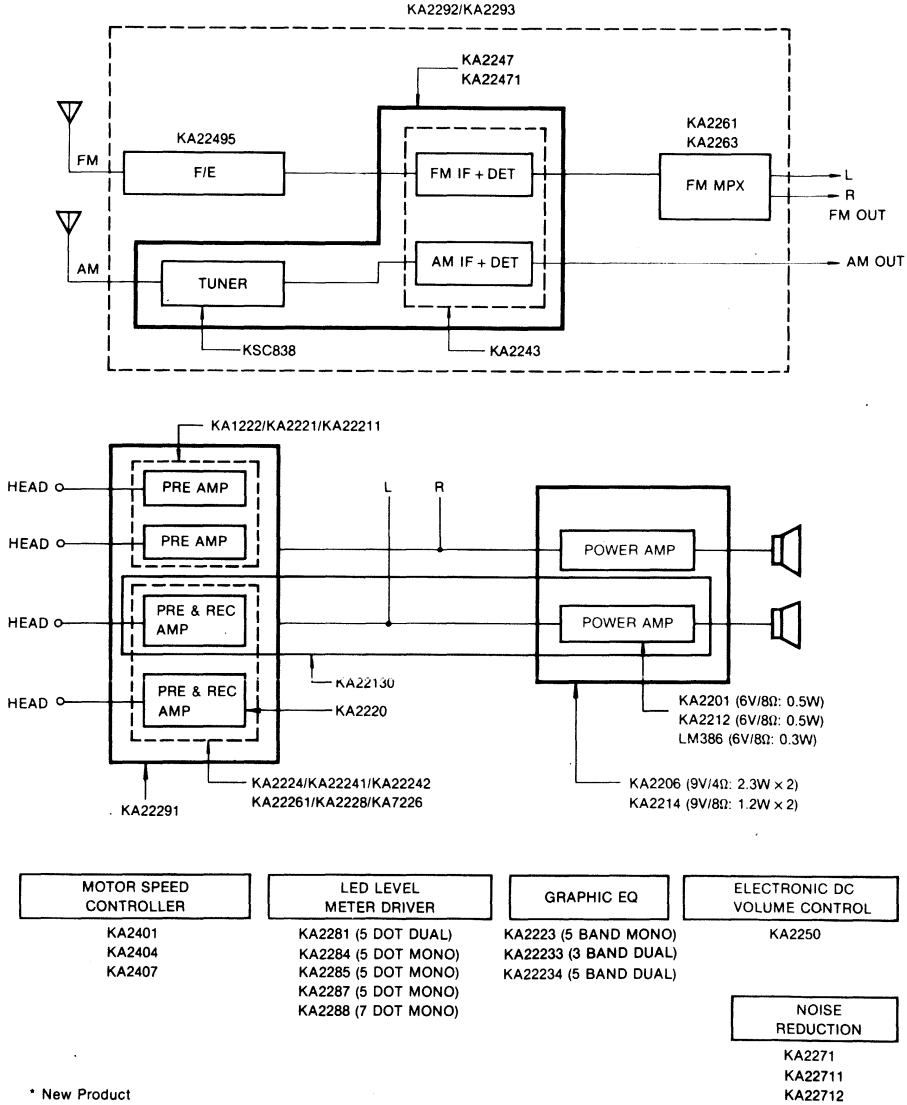 KA2292/KA2293
KA2247
KA22471
KA22495
KA2261
KA2263
FM
F/E
FM IF + DET
FM MPX
L
R
FM OUT
AM
TUNER
AM IF + DET
AM OUT
KSC838
KA2243
KA1222/KA2221/KA22211
HEAD
PRE AMP
L
R
HEAD
PRE AMP
POWER AMP
HEAD
PRE & REC
AMP
POWER AMP
KA22130
HEAD
PRE & REC
AMP
KA2220
KA2201 (6V/8Ω: 0.5W)
KA2212 (6V/8Ω: 0.5W)
LM386 (6V/8Ω: 0.3W)
KA22291
KA2224/KA22241/KA22242
KA22261/KA2228/KA7226
KA2206 (9V/4Ω: 2.3W × 2)
KA2214 (9V/8Ω: 1.2W × 2)
MOTOR SPEED
CONTROLLER
KA2401
KA2404
KA2407
LED LEVEL
METER DRIVER
KA2281 (5 DOT DUAL)
KA2284 (5 DOT MONO)
KA2285 (5 DOT MONO)
KA2287 (5 DOT MONO)
KA2288 (7 DOT MONO)
GRAPHIC EQ
KA2223 (5 BAND MONO)
KA22233 (3 BAND DUAL)
KA22234 (5 BAND DUAL)
ELECTRONIC DC
VOLUME CONTROL
KA2250
NOISE
REDUCTION
KA2271
KA22711
KA22712
* New Product